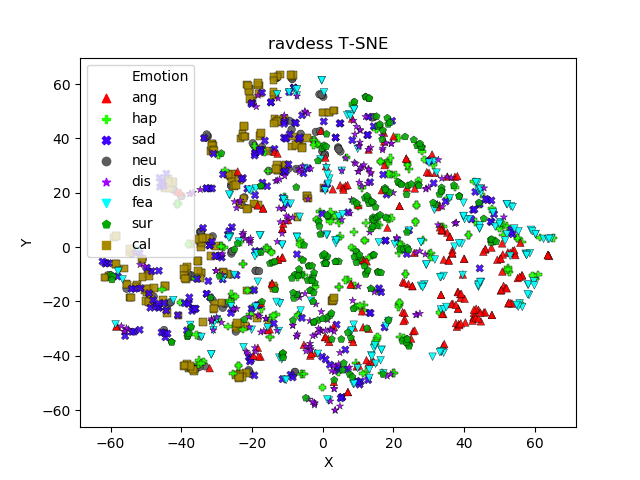 ravdess T-SNE
Emotion
ang
hap
sad
neu
dis
fea
sur
cal
60
40
20
0
−20
−40
−60
Y
−60
−40
−20
0
20
40
60
X